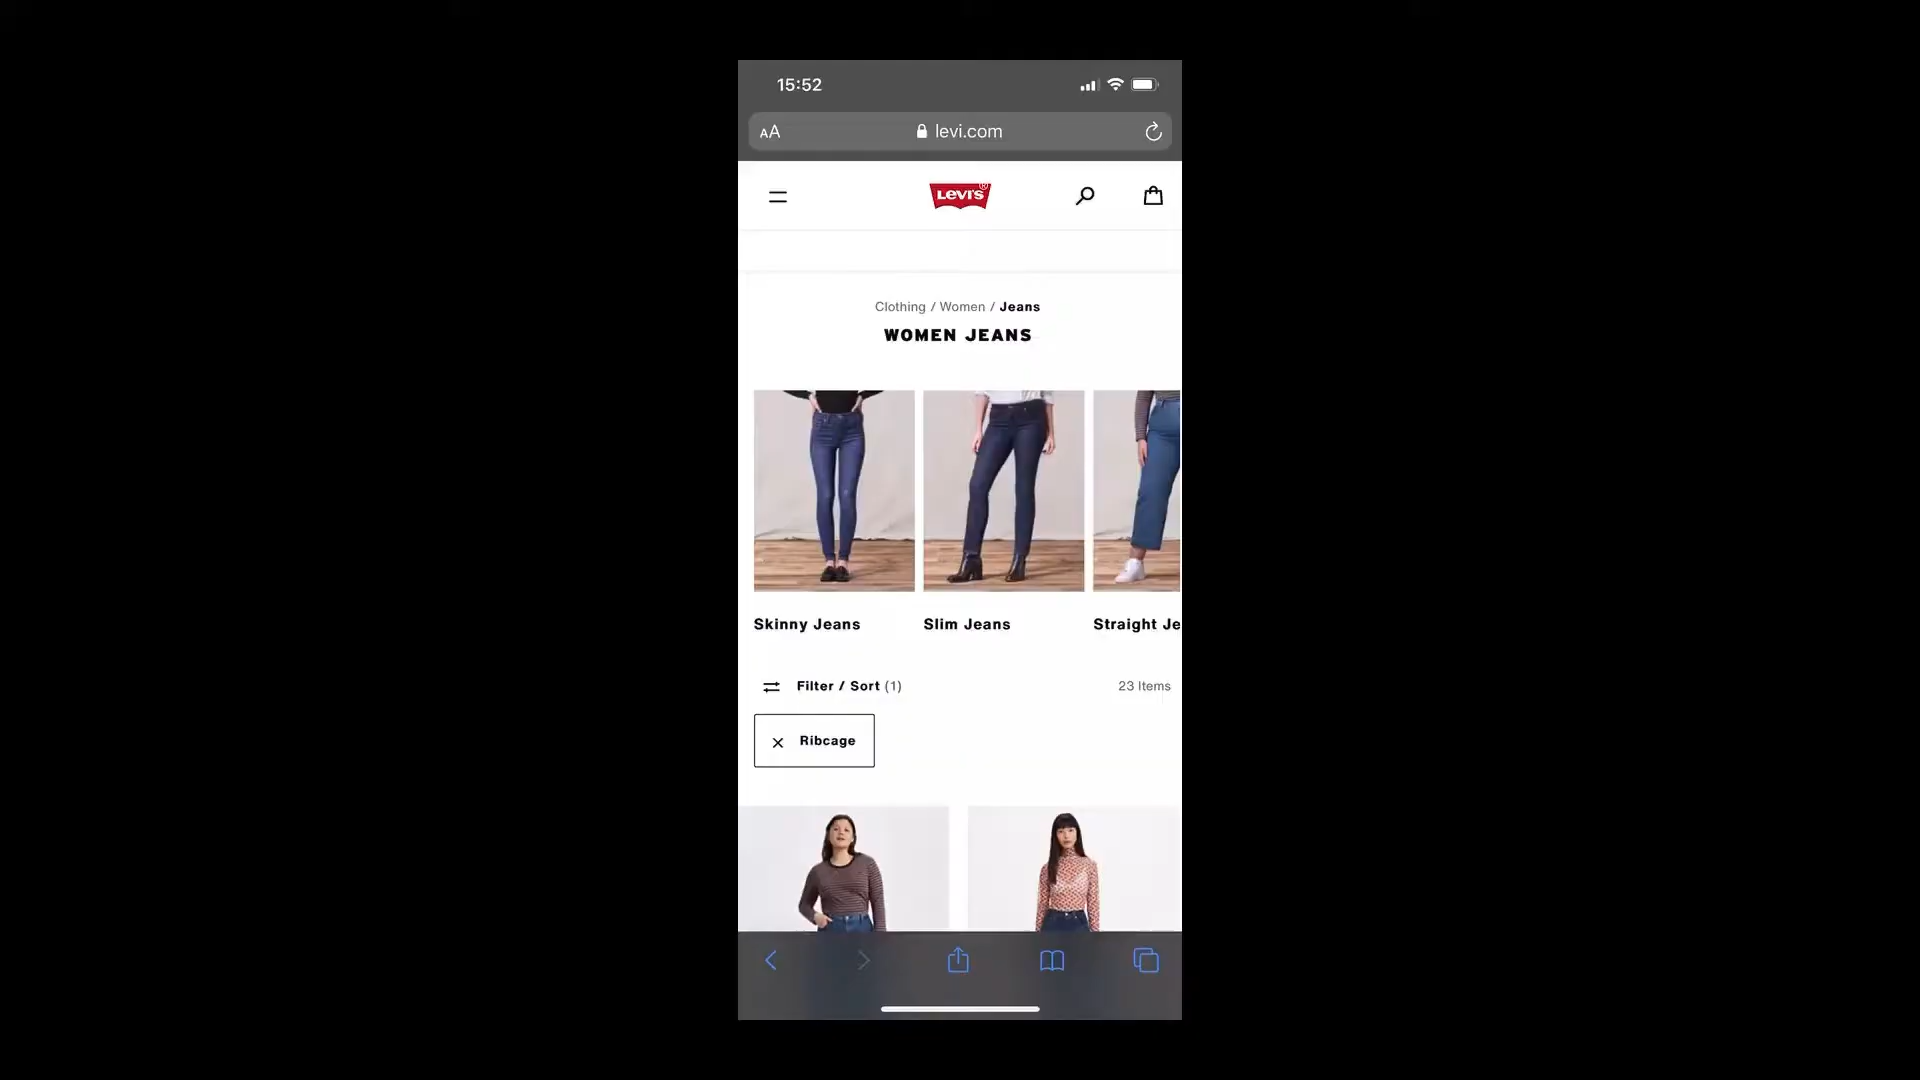 15:52
AA
levi.com
LEVI'S®
Clothing / Women / Jeans
WOMEN JEANS
Skinny Jeans
Slim Jeans
Straight Je
Filter / Sort (1)
23 Items
Ribcage